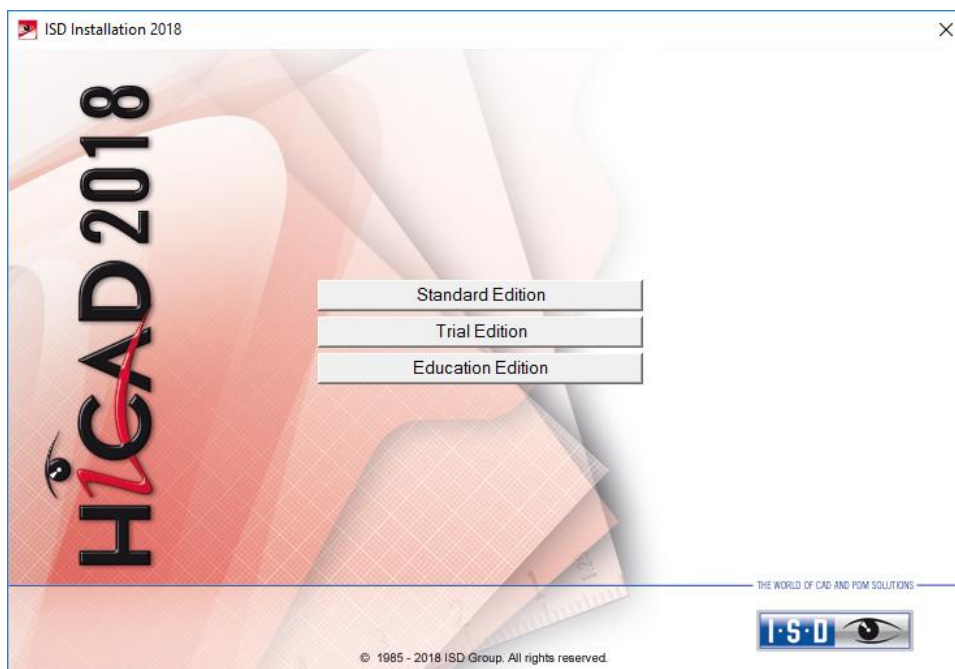 ISD Installation 2018
HiCAD 2018
Standard Edition
Trial Edition
Education Edition
THE WORLD OF CAD AND PDM SOLUTIONS
I·S·D
© 1985 - 2018 ISD Group. All rights reserved.